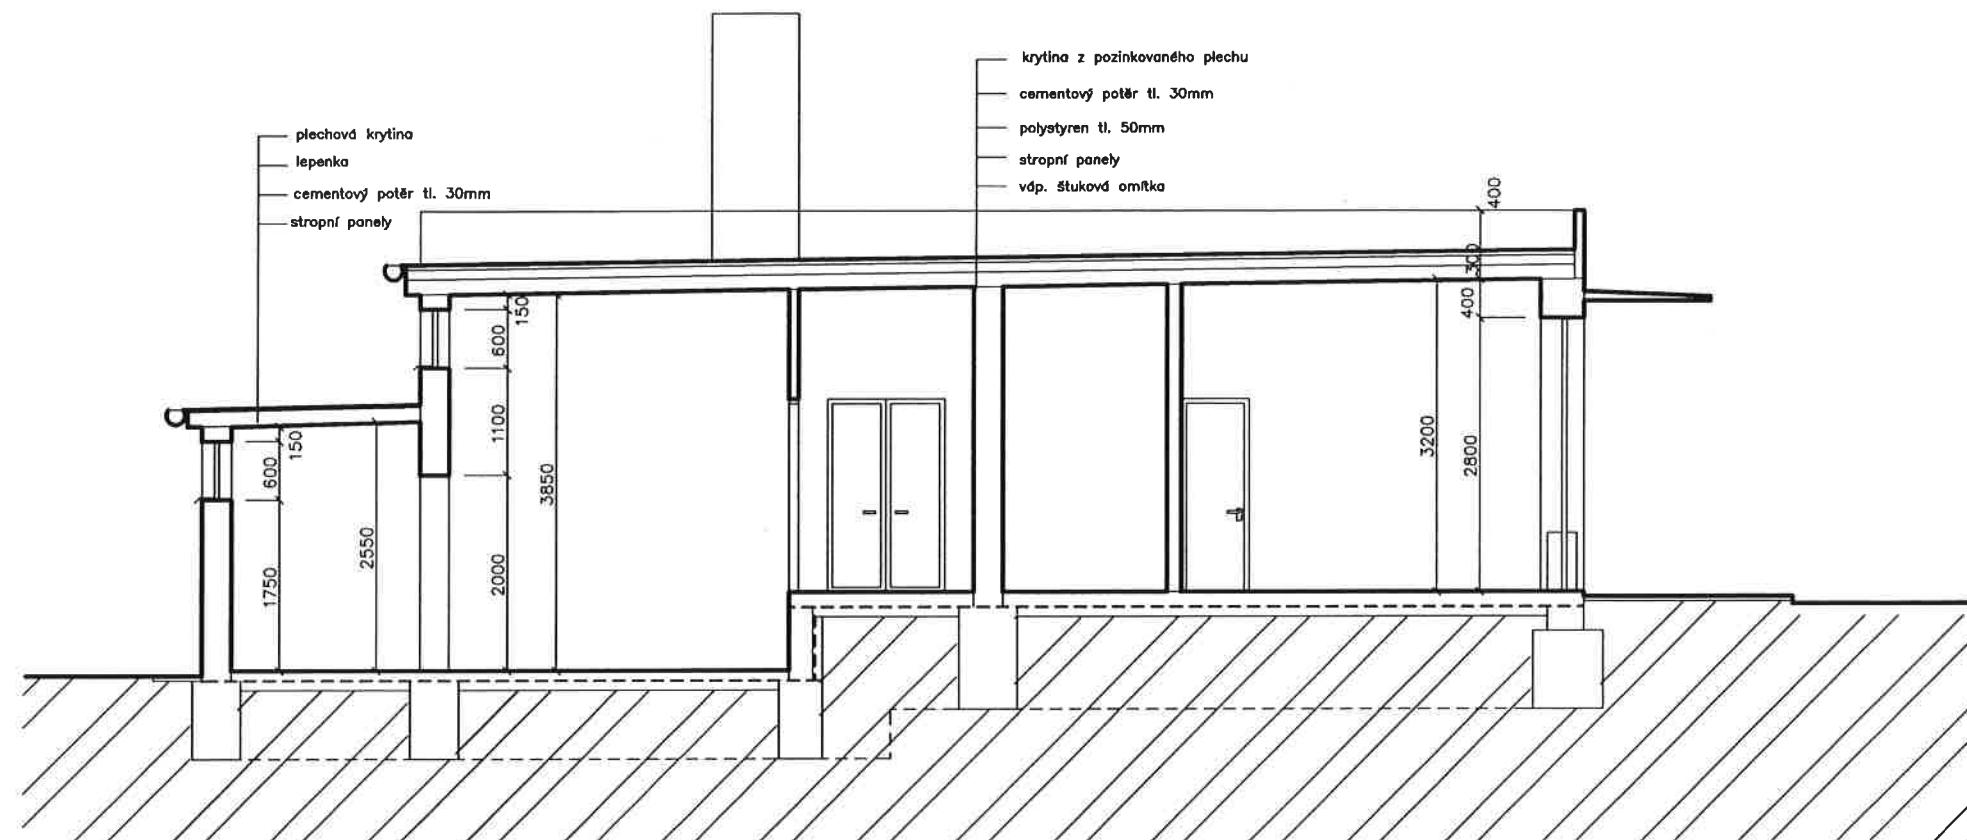 krytina z pozinkovaného plechu
cementový potěr tl. 30mm
polystyren tl. 50mm
stropní panely
váp. štuková omítka
plechová krytina
lepenka
cementový potěr tl. 30mm
stropní panely
400
300
400
2800
3200
150
600
1100
2000
3850
150
600
1750
2550